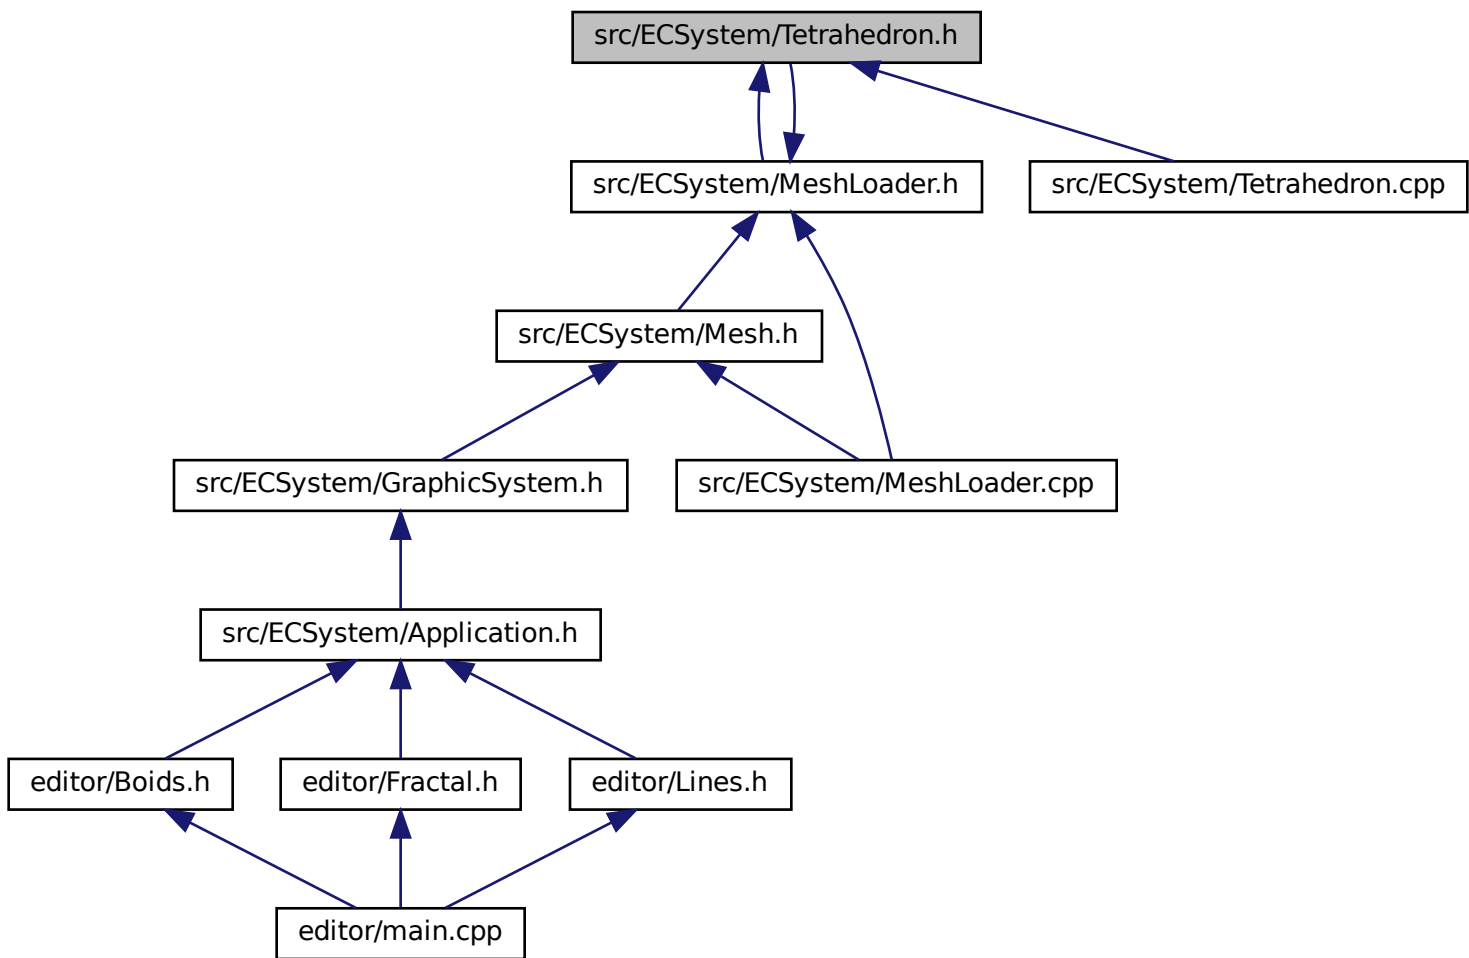 src/ECSystem/Tetrahedron.h
src/ECSystem/MeshLoader.h
src/ECSystem/Tetrahedron.cpp
src/ECSystem/Mesh.h
src/ECSystem/GraphicSystem.h
src/ECSystem/MeshLoader.cpp
src/ECSystem/Application.h
editor/Boids.h
editor/Fractal.h
editor/Lines.h
editor/main.cpp